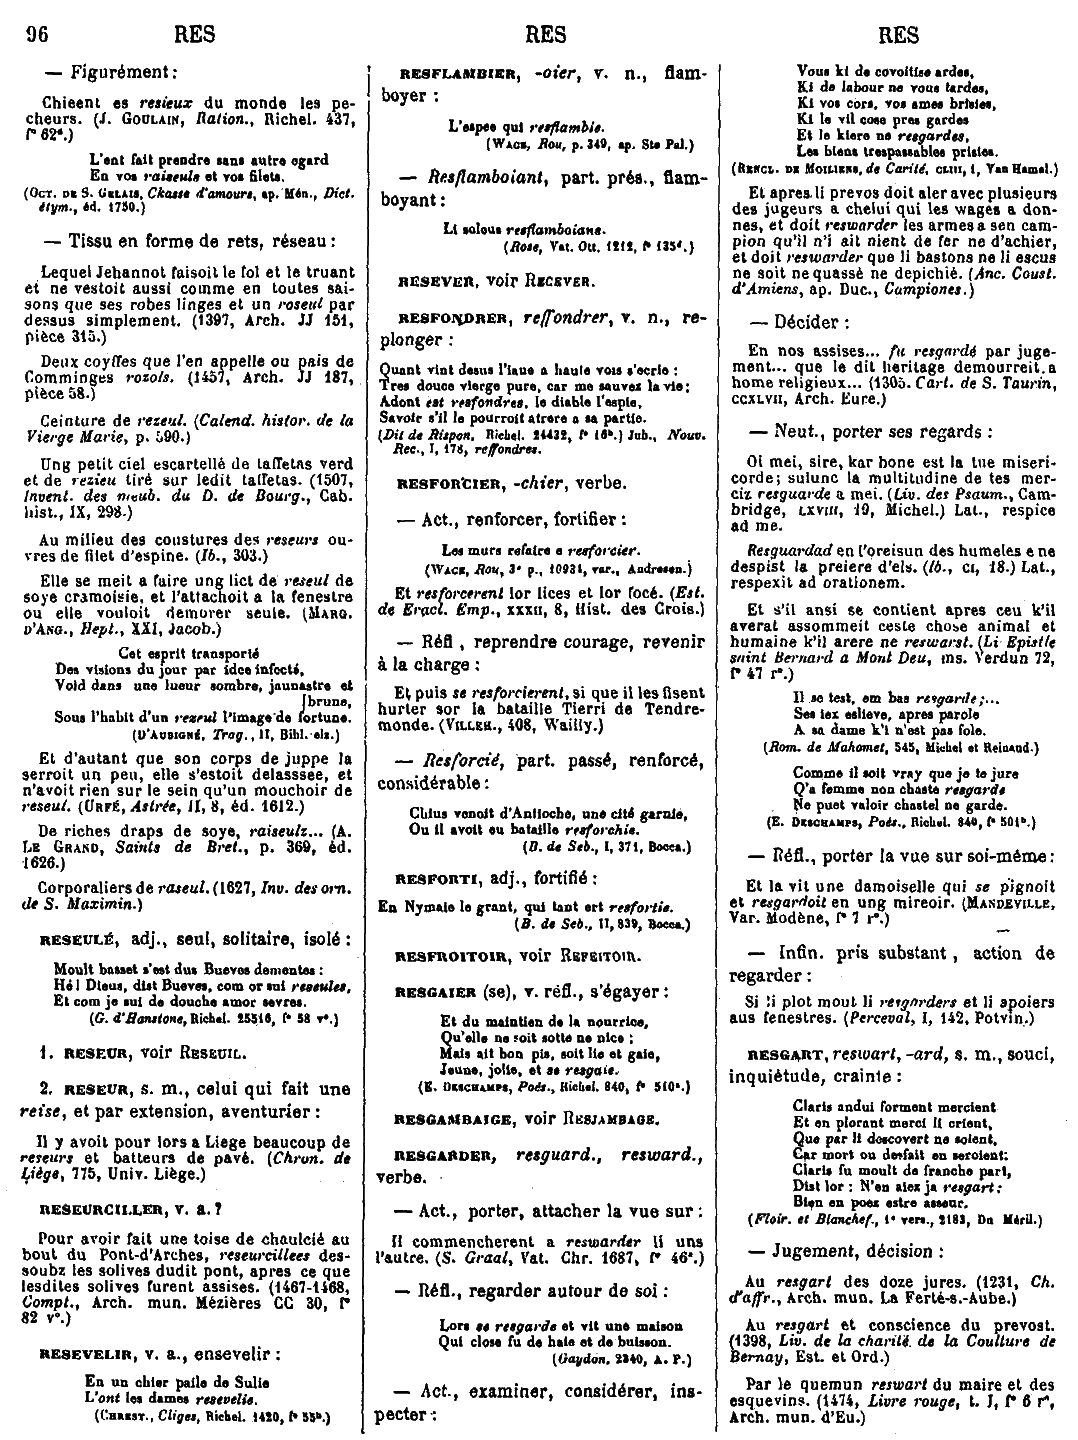 96 RES RES RES
— Figurément :
Chieent es resieux du monde les pe-
cheurs. (J. GOULAIN, Ration., Richel. 437,
f° 62ª.)
L'ont fait prendre sans autre egard
En vos raiseuls et vos filets.
(OCT. DE S. GELAIS, Chasse d'amours, ap. Mén., Dict.
étym., éd. 1750.)
— Tissu en forme de rets, réseau :
Lequel Jehannot faisoit le fol et le truant
et ne vestoit aussi comme en toutes sai-
sons que ses robes linges et un roseul par
dessus simplement. (1397, Arch. JJ 151,
pièce 315.)
Deux coyffes que l'en appelle ou pais de
Comminges rozols. (1457, Arch. JJ 187,
pièce 58.)
Ceinture de rezeul. (Calend. histor. de la
Vierge Marie, p. 590.)
Ung petit ciel escartellé de taffetas verd
et de rezieu tiré sur ledit taffetas. (1507,
Invent. des meub. du D. de Bourg., Cab.
hist., IX, 298.)
Au milieu des coustures des reseurs ou-
vres de filet d'espine. (Ib., 303.)
Elle se meit a faire ung lict de reseul de
soye cramoisie, et l'attachoit a la fenestre
ou elle vouloit demorer seule. (MARG.
D'ANG., Hept., XXI, Jacob.)
Cet esprit transporté
Des visions du jour par idee infecté,
Void dans une lueur sombre, jaunastre et
[brune,
Sous l'habit d'un rezeul l'image de fortune.
(D'AUBIGNÉ, Trag., II, Bibl. elz.)
Et d'autant que son corps de juppe la
serroit un peu, elle s'estoit delasssee, et
n'avoit rien sur le sein qu'un mouchoir de
reseul. (URFÉ, Astrée, II, 8, éd. 1612.)
De riches draps de soye, raiseulz... (A.
LE GRAND, Saints de Bret., p. 369, éd.
1626.)
Corporaliers de raseul. (1627, Inv. des orn.
de S. Maximin.)
RESEULÉ, adj., seul, solitaire, isolé :
Moult basset s'est dus Bueves dementes :
Hé ! Dieus, dist Bueves, com or sui reseules,
Et com je sui de douche amor sevres.
(G. d'Hanstone, Richel. 25516, f° 58 v°.)
1. RESEUR, voir RESEUIL.
2. RESEUR, s. m., celui qui fait une
reise, et par extension, aventurier :
Il y avoit pour lors a Liege beaucoup de
reseurs et batteurs de pavé. (Chron. de
Liége, 775, Univ. Liège.)
RESEURCILLER, v. a. ?
Pour avoir fait une toise de chaulcié au
bout du Pont-d'Arches, reseurcillees des-
soubz les solives dudit pont, apres ce que
lesdites solives furent assises. (1467-1468,
Compt., Arch. mun. Mézières CC 30, f°
82 v°.)
RESEVELIR, v. a., ensevelir :
En un chier paile de Sulie
L'ont les dames resevelie.
(CHREST., Cliges, Richel. 1420, f° 55ᵇ.)
RESFLAMBIER, -oier, v. n., flam-
boyer :
L'espee qui resflambie.
(WACE, Rou, p. 349, ap. Ste Pal.)
— Resflamboiant, part. prés., flam-
boyant :
Li solous resflamboians.
(Rose, Vat. Ott. 1212, f° 135ᵈ.)
RESEVER, voir RECEVER.
RESFONDRER, reffondrer, v. n., re-
plonger :
Quant vint desus l'iaue a haute vois s'ecrie :
Tres douce vierge pure, car me sauvez la vie;
Adont est resfondres, le diable l'espie,
Savoir s'il le pourroit atrere a sa partie.
(Dit de Rispon, Richel. 24432, f° 16ᵇ.) Jub., Nouv.
Rec., I, 178, reffondres.
RESFORCIER, -chier, verbe.
— Act., renforcer, fortifier :
Les murs refaire e resforcier.
(WACE, Rou, 3ᵉ p., 10931, var., Andresen.)
Et resforcerent lor lices et lor focé. (Est.
de Eracl. Emp., XXXII, 8, Hist. des Crois.)
— Réfl , reprendre courage, revenir
à la charge :
Et puis se resforcierent, si que il les fisent
hurter sor la bataille Tierri de Tendre-
monde. (VILLEH., 408, Wailly.)
— Resforcié, part. passé, renforcé,
considérable :
Chius venoit d'Antioche, une cité garnie,
Ou il avoit eu bataille resforchie.
(B. de Seb., I, 371, Bocca.)
RESFORTI, adj., fortifié :
En Nymaie le grant, qui tant ert resfortie.
(B. de Seb., II, 839, Bocca.)
RESFROITOIR, voir REFEITOIR.
RESGAIER (se), v. réfl., s'égayer :
Et du maintien de la nourrice,
Qu'elle ne soit sotte ne nice ;
Mais ait bon pis, soit lie et gaie,
Jeune, jolie, et se resgaie.
(E. DESCHAMPS, Poés., Richel. 840, f° 510ᵃ.)
RESGAMBAIGE, voir RESJAMBAGE.
RESGARDER, resguard., resward.,
verbe.
— Act., porter, attacher la vue sur :
Il commencherent a reswarder li uns
l'autre. (S. Graal, Vat. Chr. 1687, f° 46ᵃ.)
— Réfl., regarder autour de soi :
Lors se resgarde et vit une maison
Qui close fu de haie et de buisson.
(Gaydon, 2340, A. P.)
— Act., examiner, considérer, ins-
pecter :
Vous ki de covoitise ardes,
Ki de labour ne vous tardes,
Ki vos cors, vos ames brisies,
Ki le vil cose pres gardes
Et le kiere ne resgardes,
Les biens trespassables prisies.
(RENCL. DE MOILIENS, de Carité, CLIII, 1, Van Hamel.)
Et apres li prevos doit aler avec plusieurs
des jugeurs a chelui qui les wages a don-
nes, et doit reswarder les armes a sen cam-
pion qu'il n'i ait nient de fer ne d'achier,
et doit reswarder que li bastons ne li escus
ne soit ne quassé ne depichié. (Anc. Coust.
d'Amiens, ap. Duc., Campiones.)
— Décider :
En nos assises... fu resgardé par juge-
ment... que le dit heritage demourreit a
home religieux... (1305. Cart. de S. Taurin,
CCXLVII, Arch. Eure.)
— Neut., porter ses regards :
Oi mei, sire, kar bone est la tue miseri-
corde; sulunc la multitudine de tes mer-
ciz resguarde a mei. (Liv. des Psaum., Cam-
bridge, LXVIII, 19, Michel.) Lat., respice
ad me.
Resguardad en l'oreisun des humeles e ne
despist la preiere d'els. (Ib., CI, 18.) Lat.,
respexit ad orationem.
Et s'il ansi se contient apres ceu k'il
averat assommeit ceste chose animal et
humaine k'il arere ne reswarst. (Li Epistle
saint Bernard a Mont Deu, ms. Verdun 72,
f° 47 r°.)
Il se test, em bas resgarde;...
Ses iex eslieve, apres parole
A sa dame k'i n'est pas fole.
(Rom. de Mahomet, 545, Michel et Reinaud.)
Comme il soit vray que je te jure
Q'a femme non chaste resgarde
Ne puet valoir chastel ne garde.
(E. DESCHAMPS, Poés., Richel. 840, f° 501ᵇ.)
— Réfl., porter la vue sur soi-même :
Et la vit une damoiselle qui se pignoit
et resgardoit en ung mireoir. (MANDEVILLE,
Var. Modène, f° 7 r°.)
— Infin. pris substant , action de
regarder :
Si li plot mout li resgarders et li apoiers
aus fenestres. (Perceval, I, 142, Potvin.)
RESGART, reswart, -ard, s. m., souci,
inquiétude, crainte :
Claris andui forment mercient
Et en plorant merci li crient,
Que par li descovert ne soient,
Car mort ou desfait en seroient:
Claris fu moult de franche part,
Dist lor : N'en aiez ja resgart;
Bien en poez estre asseur.
(Floir. et Blanchef., 1ᵉ vers., 2183, Du Méril.)
— Jugement, décision :
Au resgart des doze jures. (1231, Ch.
d'affr., Arch. mun. La Ferté-s.-Aube.)
Au resgart et conscience du prevost.
(1398, Liv. de la charité de la Coulture de
Bernay, Est. et Ord.)
Par le quemun reswart du maire et des
esquevins. (1474, Livre rouge, t. I, f° 6 r°,
Arch. mun. d'Eu.)